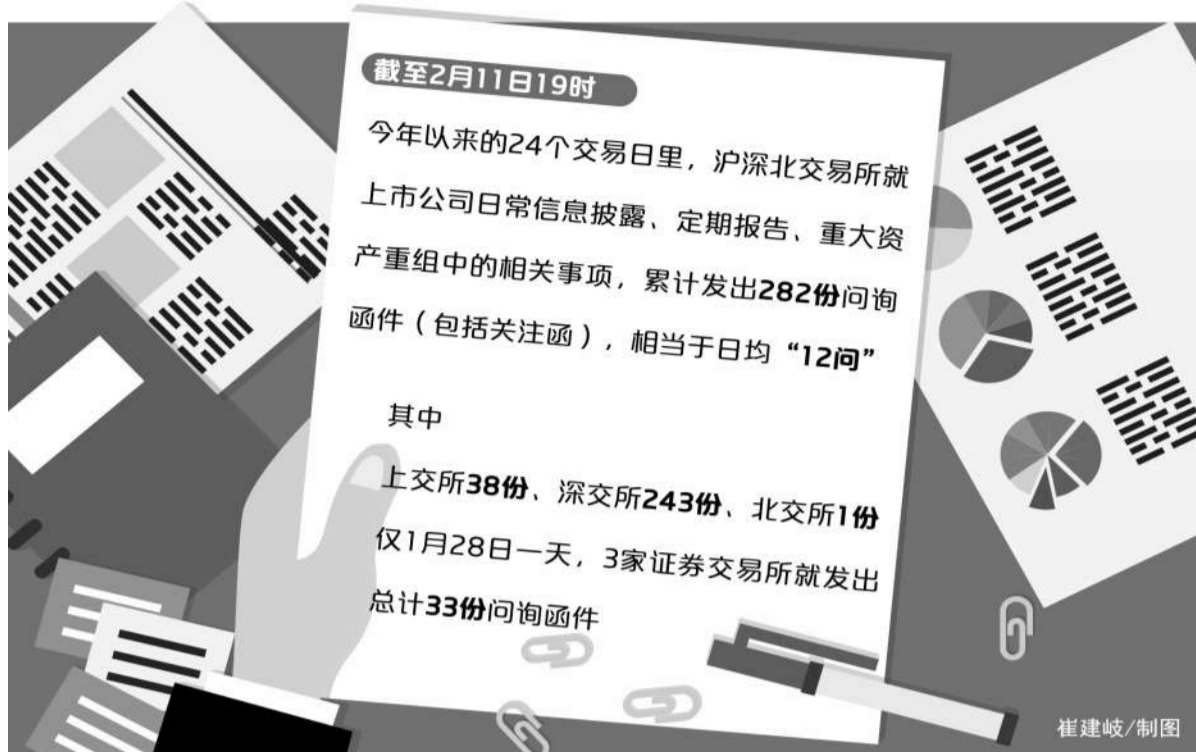 截至2月11日19时
今年以来的24个交易日里，沪深北交易所就
上市公司日常信息披露、定期报告、重大资
产重组中的相关事项，累计发出282份问询
函件（包括关注函），相当于日均“12问”
其中
上交所38份、深交所243份、北交所1份
仅1月28日一天，3家证券交易所就发出
总计33份问询函件
崔建岐/制图